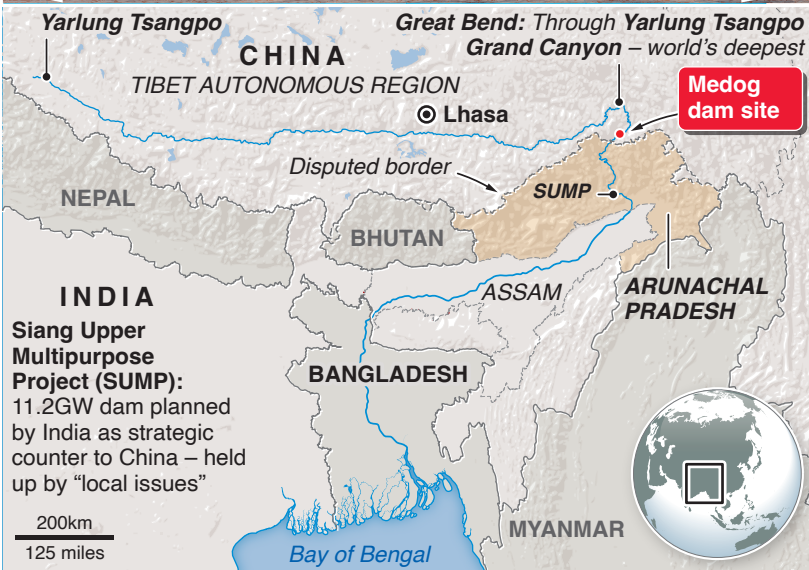 Yarlung Tsangpo
Great Bend: Through Yarlung Tsangpo
Grand Canyon – world's deepest
CHINA
TIBET AUTONOMOUS REGION
Medog
dam site
Lhasa
Disputed border
SUMP
NEPAL
BHUTAN
INDIA
ASSAM
ARUNACHAL
PRADESH
Siang Upper
Multipurpose
Project (SUMP):
11.2GW dam planned
by India as strategic
counter to China – held
up by “local issues”
BANGLADESH
200km
125 miles
Bay of Bengal
MYANMAR